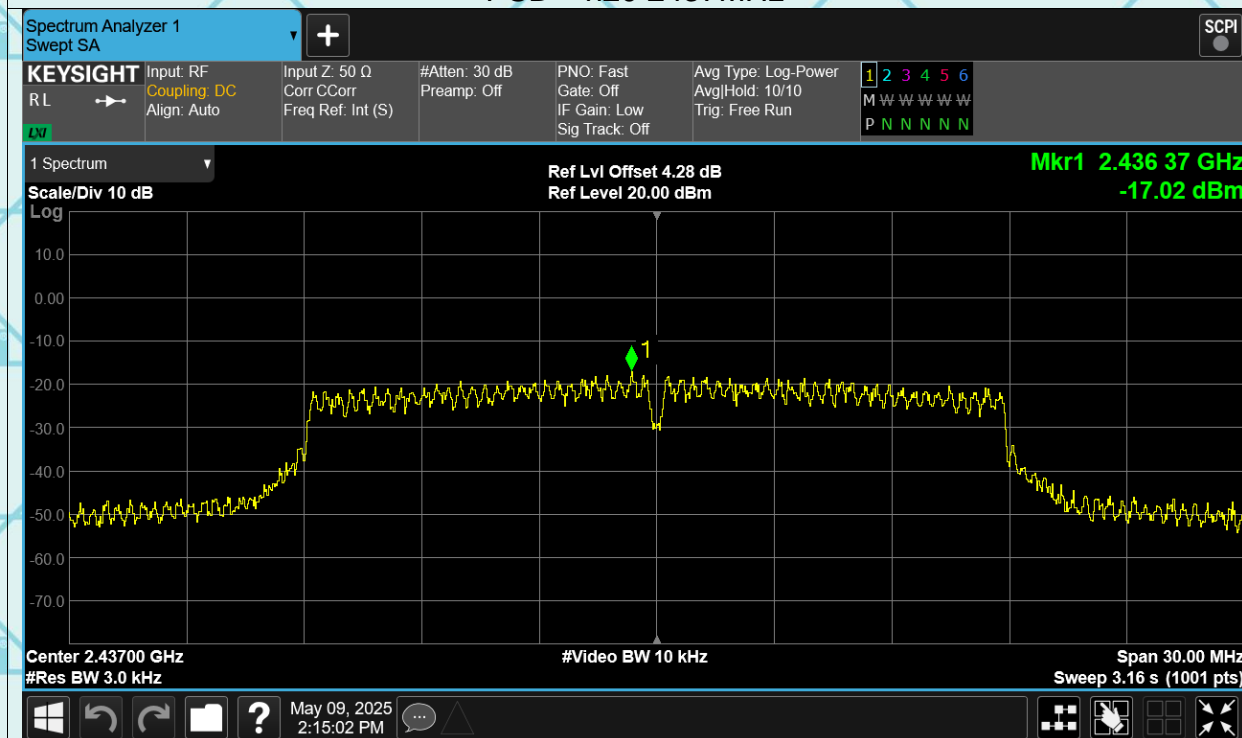 Spectrum Analyzer 1
Swept SA
SCPI
KEYSIGHT
RL
LXI
Input: RF
Coupling: DC
Align: Auto
Input Z: 50 Ω
Corr CCorr
Freq Ref: Int (S)
#Atten: 30 dB
Preamp: Off
PNO: Fast
Gate: Off
IF Gain: Low
Sig Track: Off
Avg Type: Log-Power
Avg|Hold: 10/10
Trig: Free Run
1 2 3 4 5 6
M W W W W W
P N N N N N
1 Spectrum
Scale/Div 10 dB
Ref Lvl Offset 4.28 dB
Ref Level 20.00 dBm
Mkr1 2.436 37 GHz
-17.02 dBm
Log
10.0
0.00
-10.0
-20.0
-30.0
-40.0
-50.0
-60.0
-70.0
1
Center 2.43700 GHz
#Res BW 3.0 kHz
#Video BW 10 kHz
Span 30.00 MHz
Sweep 3.16 s (1001 pts)
?
May 09, 2025
2:15:02 PM